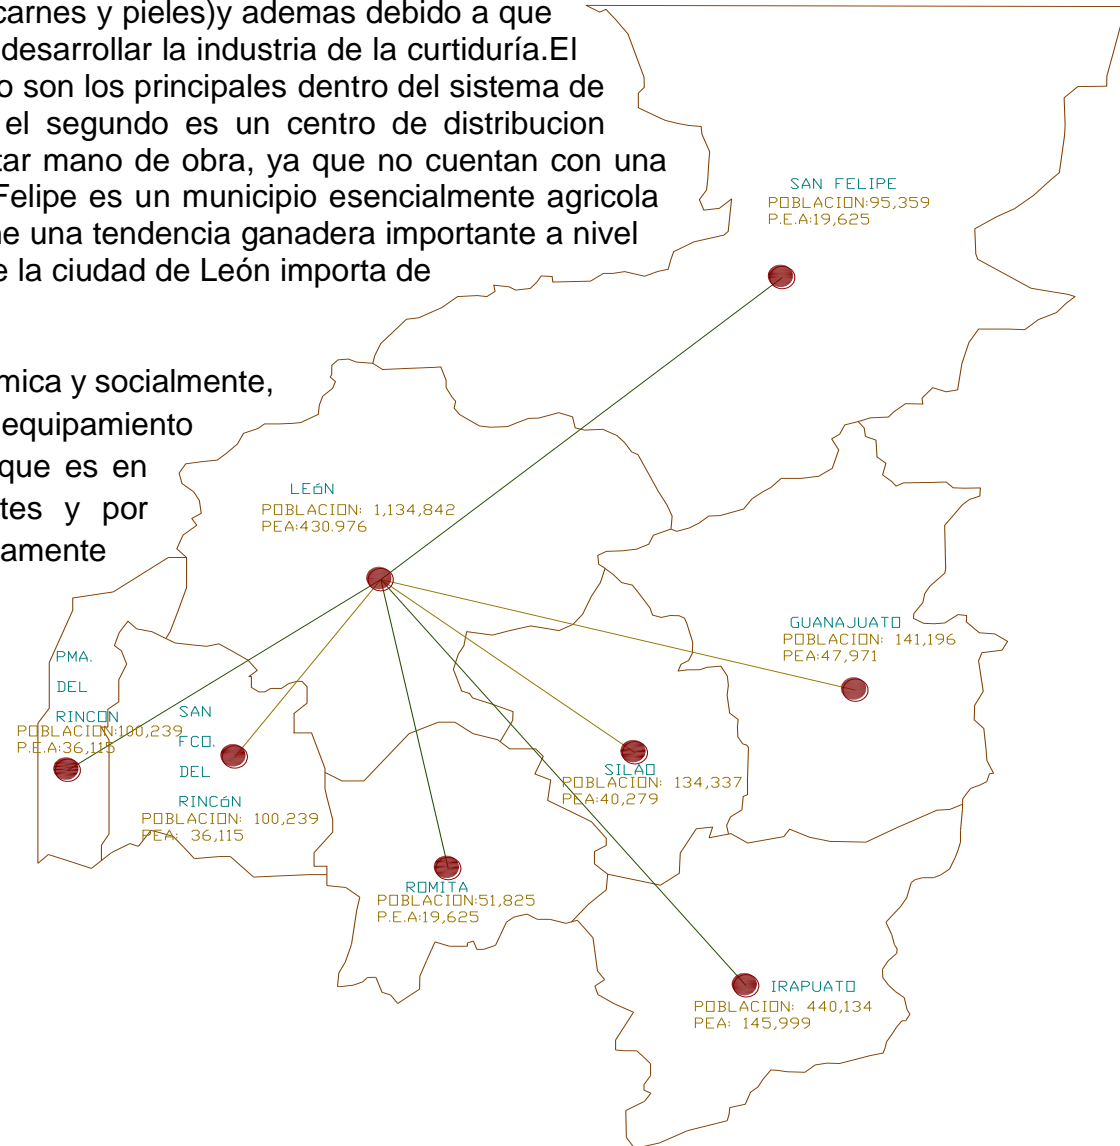 carnes y pieles)y ademas debido a que
desarrollar la industria de la curtiduría.El
o son los principales dentro del sistema de
el segundo es un centro de distribucion
tar mano de obra, ya que no cuentan con una
Felipe es un municipio esencialmente agricola
ne una tendencia ganadera importante a nivel
e la ciudad de León importa de
mica y socialmente,
equipamiento
que es en
tes y por
amente
SAN FELIPE
POBLACION:95,359
P.E.A:19,625
LEóN
POBLACION: 1,134,842
PEA:430.976
GUANAJUATO
POBLACION: 141,196
PEA:47,971
PMA.
DEL
RINCON
POBLACION:100,239
P.E.A:36,115
SAN
FCO.
DEL
RINCóN
POBLACION: 100,239
PEA: 36,115
SILAO
POBLACION: 134,337
PEA:40,279
ROMITA
POBLACION:51,825
P.E.A:19,625
IRAPUATO
POBLACION: 440,134
PEA: 145,999